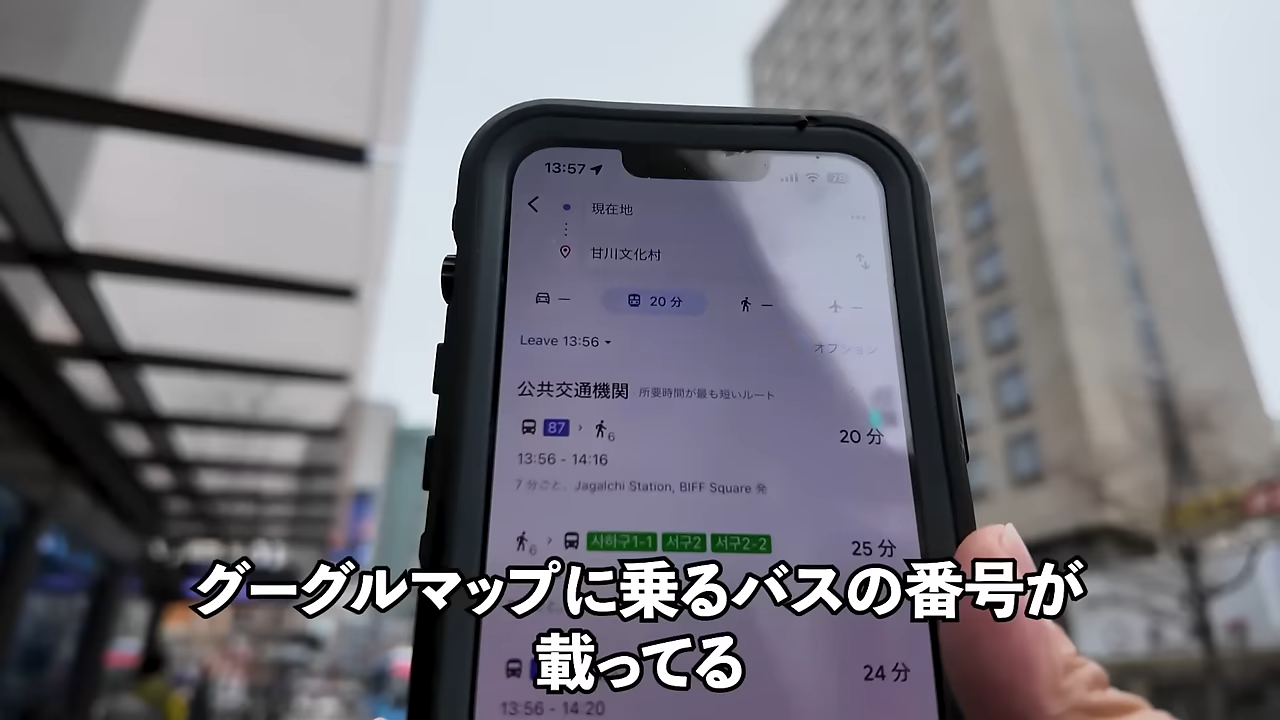 13:57
現在地
甘川文化村
20 分
Leave 13:56
オプション
公共交通機関 所要時間が最も短いルート
87 6 20 分
13:56 - 14:16
7 分ごと、Jagalchi Station, BIFF Square 発
6 사하구1-1 서구2 서구2-2 25 分
グーグルマップに乗るバスの番号が
載ってる
24 分
13:56 - 14:20